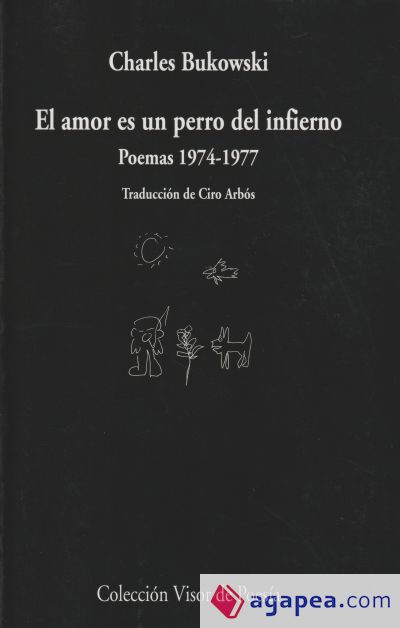 Charles Bukowski
El amor es un perro del infierno
Poemas 1974-1977
Traducción de Ciro Arbós
Colección Visor de Poesía
agapea.com